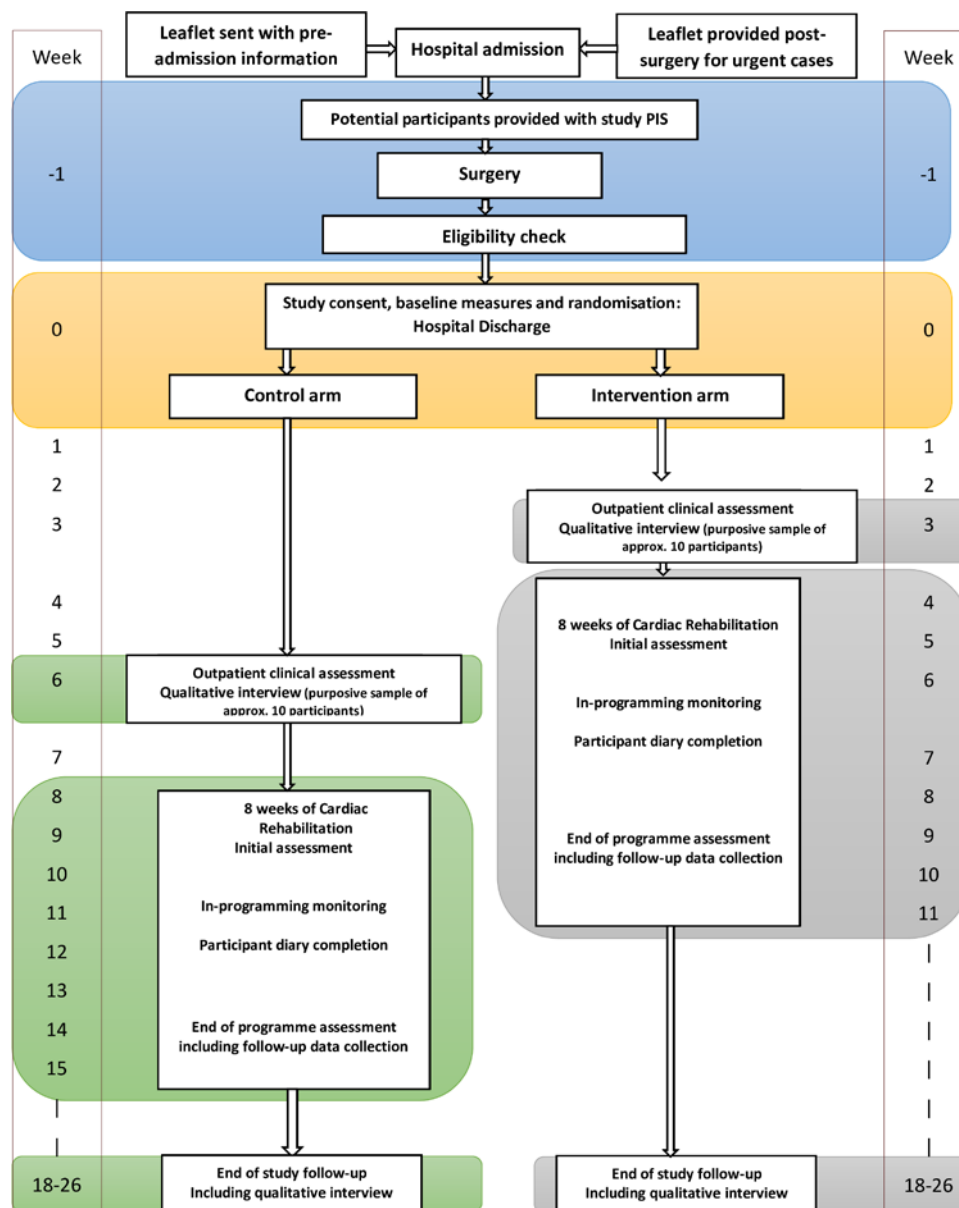 Leaflet sent with pre-
admission information
Hospital admission
Leaflet provided post-
surgery for urgent cases
Week
Week
Potential participants provided with study PIS
-1
Surgery
-1
Eligibility check
Study consent, baseline measures and randomisation:
Hospital Discharge
0
0
Control arm
Intervention arm
1
1
2
2
Outpatient clinical assessment
Qualitative interview (purposive sample of
approx. 10 participants)
3
3
4
4
8 weeks of Cardiac Rehabilitation
Initial assessment
5
5
Outpatient clinical assessment
Qualitative interview (purposive sample of
approx. 10 participants)
6
6
In-programming monitoring
Participant diary completion
7
7
8
8
8 weeks of Cardiac
Rehabilitation
Initial assessment
9
9
End of programme assessment
including follow-up data collection
10
10
11
11
In-programming monitoring
Participant diary completion
12
13
14
End of programme assessment
including follow-up data collection
15
18-26
End of study follow-up
Including qualitative interview
End of study follow-up
Including qualitative interview
18-26